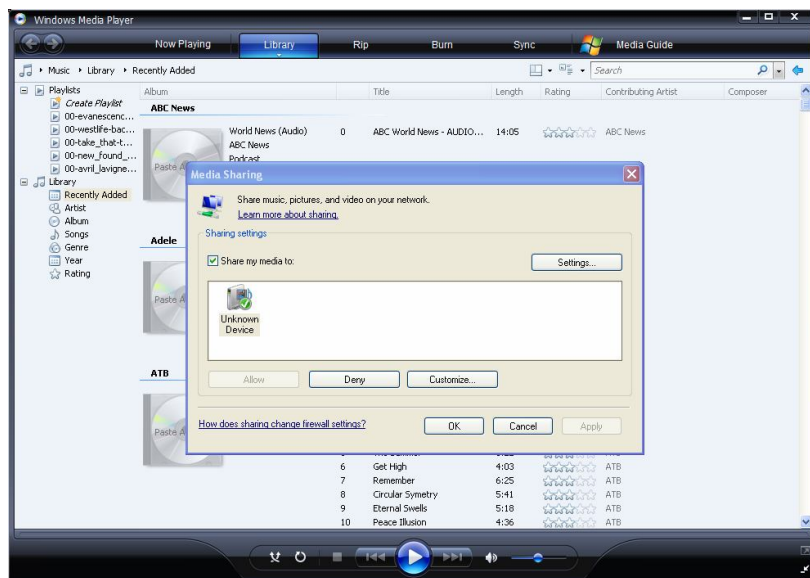 Windows Media Player
Now Playing Library Rip Burn Sync Media Guide
Music Library Recently Added Search
Playlists
Create Playlist
00-evanescenc...
00-westlife-bac...
00-take_that-t...
00-new_found_...
00-avril_lavigne...
Library
Recently Added
Artist
Album
Songs
Genre
Year
Rating
Album Title Length Rating Contributing Artist Composer
ABC News
World News (Audio) 0 ABC World News - AUDIO... 14:05 ABC News
ABC News
Podcast
Paste A
Adele
Paste A
ATB
Paste A
Media Sharing
Share music, pictures, and video on your network.
Learn more about sharing.
Sharing settings
Share my media to: Settings...
Unknown
Device
Allow Deny Customize...
How does sharing change firewall settings? OK Cancel Apply
6 Get High 4:03 ATB
7 Remember 6:25 ATB
8 Circular Symetry 5:41 ATB
9 Eternal Swells 5:18 ATB
10 Peace Illusion 4:36 ATB